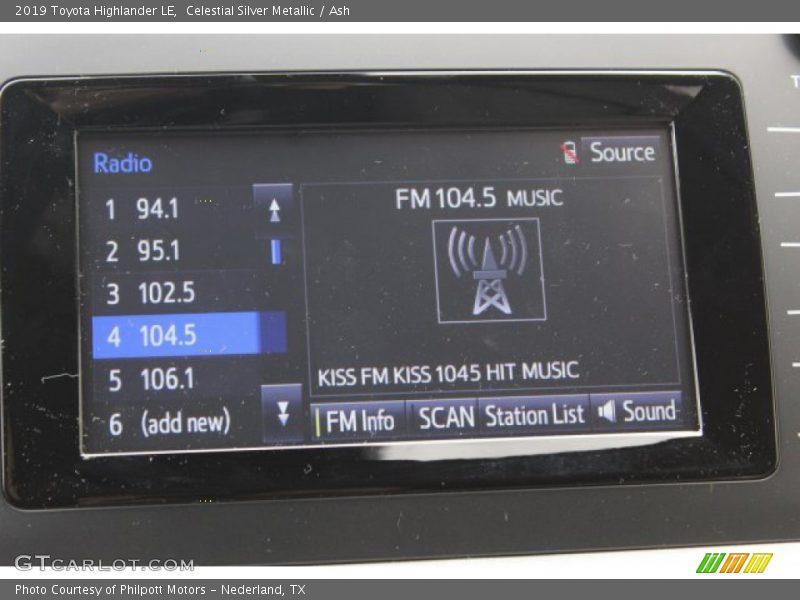 2019 Toyota Highlander LE, Celestial Silver Metallic / Ash
Radio
Source
1 94.1
2 95.1
3 102.5
4 104.5
5 106.1
6 (add new)
FM 104.5 MUSIC
KISS FM KISS 1045 HIT MUSIC
FM Info
SCAN
Station List
Sound
T
GTCARLOT.COM
Photo Courtesy of Philpott Motors - Nederland, TX